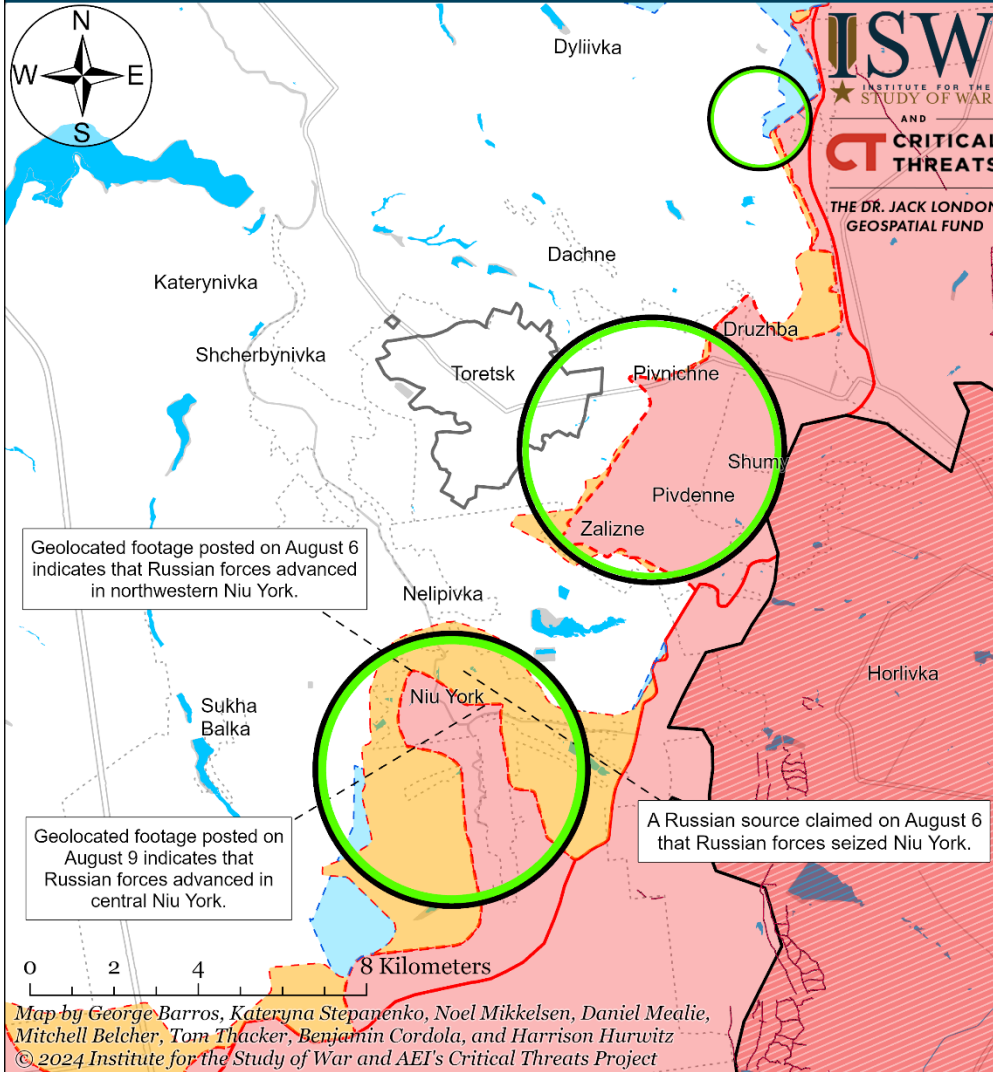 N
W
E
S
ISW
INSTITUTE FOR THE
STUDY OF WAR
AND
CT CRITICAL
THREATS
THE DR. JACK LONDON
GEOSPATIAL FUND
Dyliivka
Dachne
Katerynivka
Shcherbynivka
Toretsk
Druzhba
Pivnichne
Shumy
Pivdenne
Zalizne
Geolocated footage posted on August 6
indicates that Russian forces advanced
in northwestern Niu York.
Nelipivka
Horlivka
Niu York
Sukha
Balka
A Russian source claimed on August 6
that Russian forces seized Niu York.
Geolocated footage posted on
August 9 indicates that
Russian forces advanced in
central Niu York.
0 2 4 8 Kilometers
Map by George Barros, Kateryna Stepanenko, Noel Mikkelsen, Daniel Mealie,
Mitchell Belcher, Tom Thacker, Benjamin Cordola, and Harrison Hurwitz
© 2024 Institute for the Study of War and AEI's Critical Threats Project